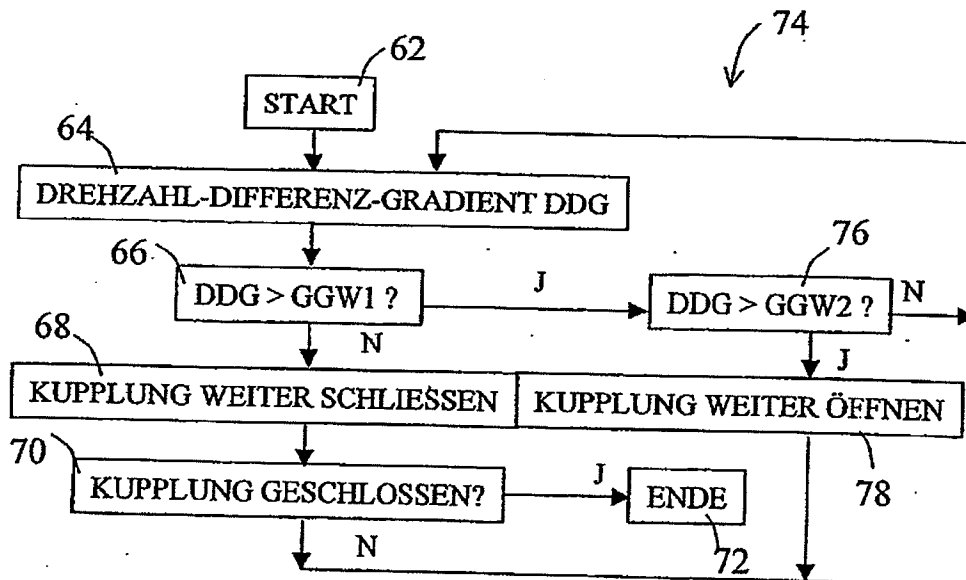 74
62
START
64
DREHZAHL-DIFFERENZ-GRADIENT DDG
66
76
DDG > GGW1 ?
J
DDG > GGW2 ?
N
68
N
J
KUPPLUNG WEITER SCHLIESSEN
KUPPLUNG WEITER ÖFFNEN
70
KUPPLUNG GESCHLOSSEN?
J
ENDE
78
N
72